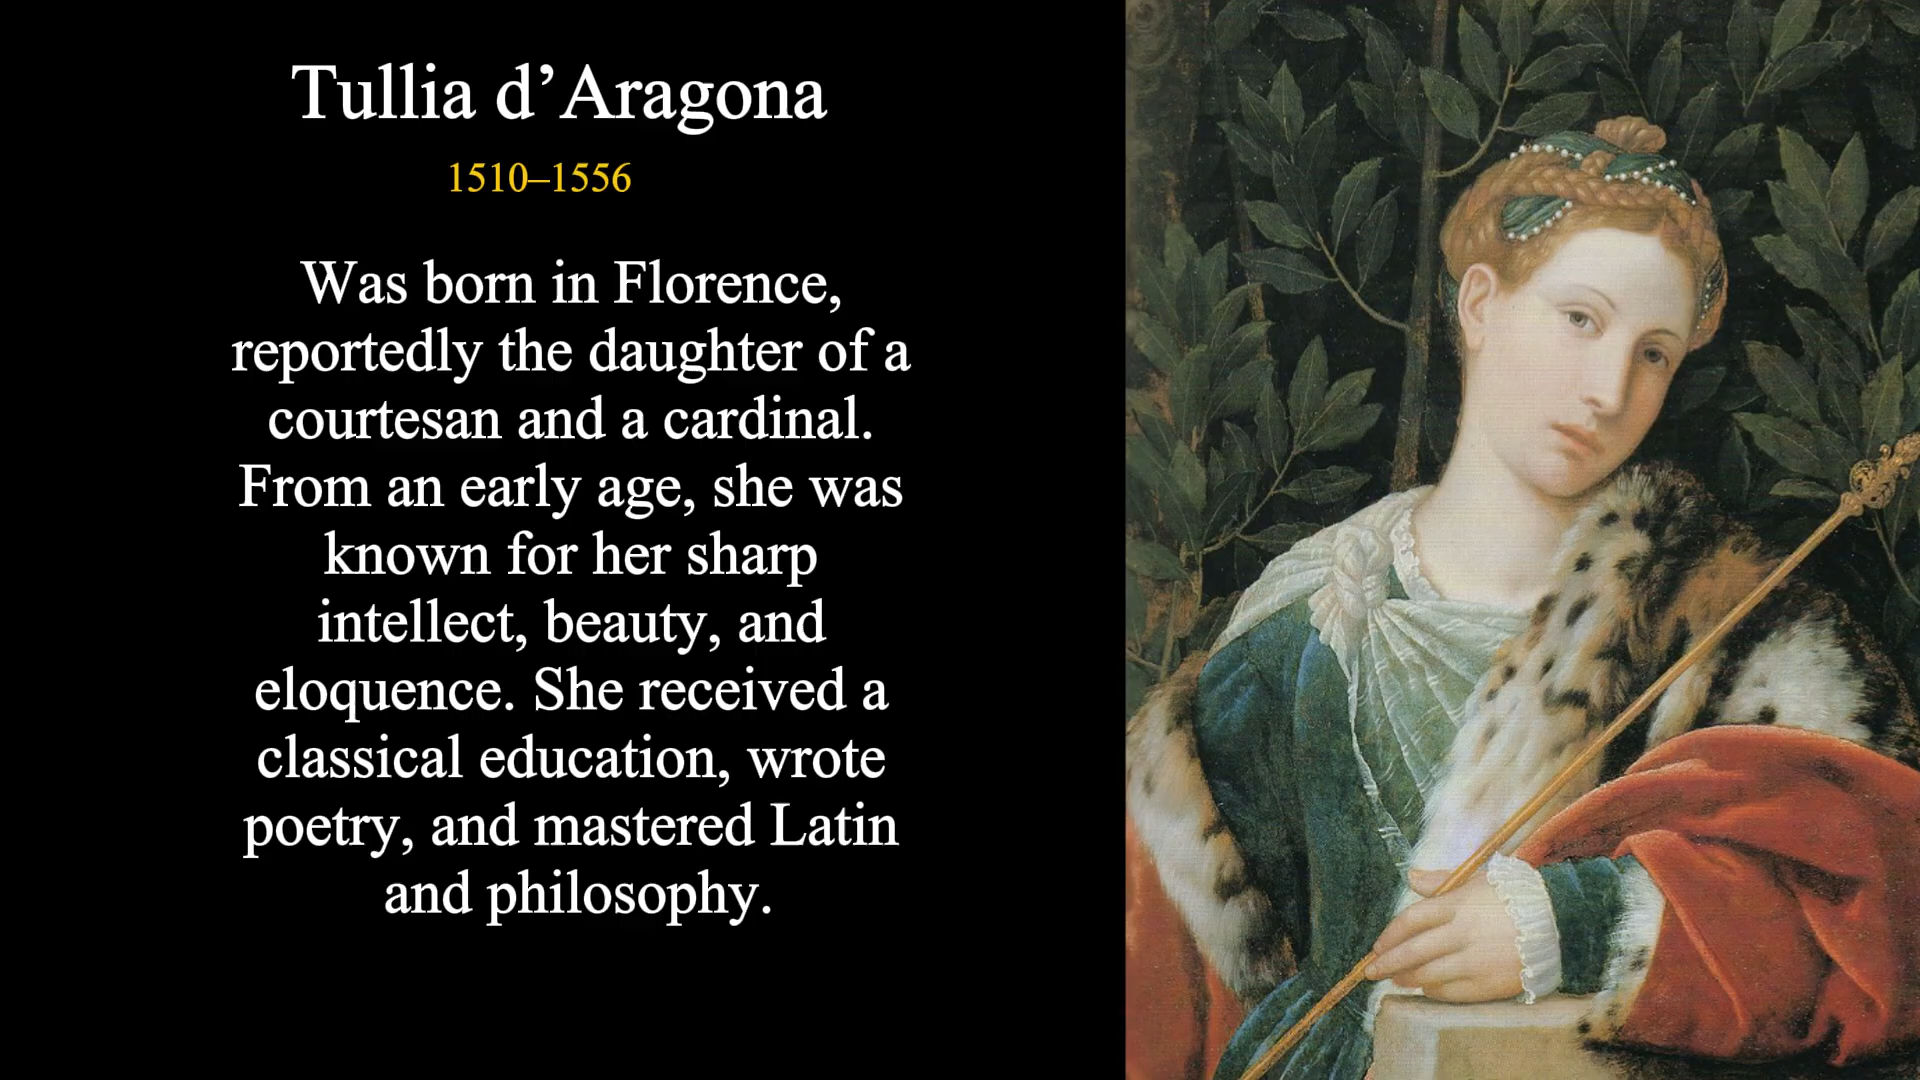 Tullia d’Aragona
1510–1556
Was born in Florence,
reportedly the daughter of a
courtesan and a cardinal.
From an early age, she was
known for her sharp
intellect, beauty, and
eloquence. She received a
classical education, wrote
poetry, and mastered Latin
and philosophy.